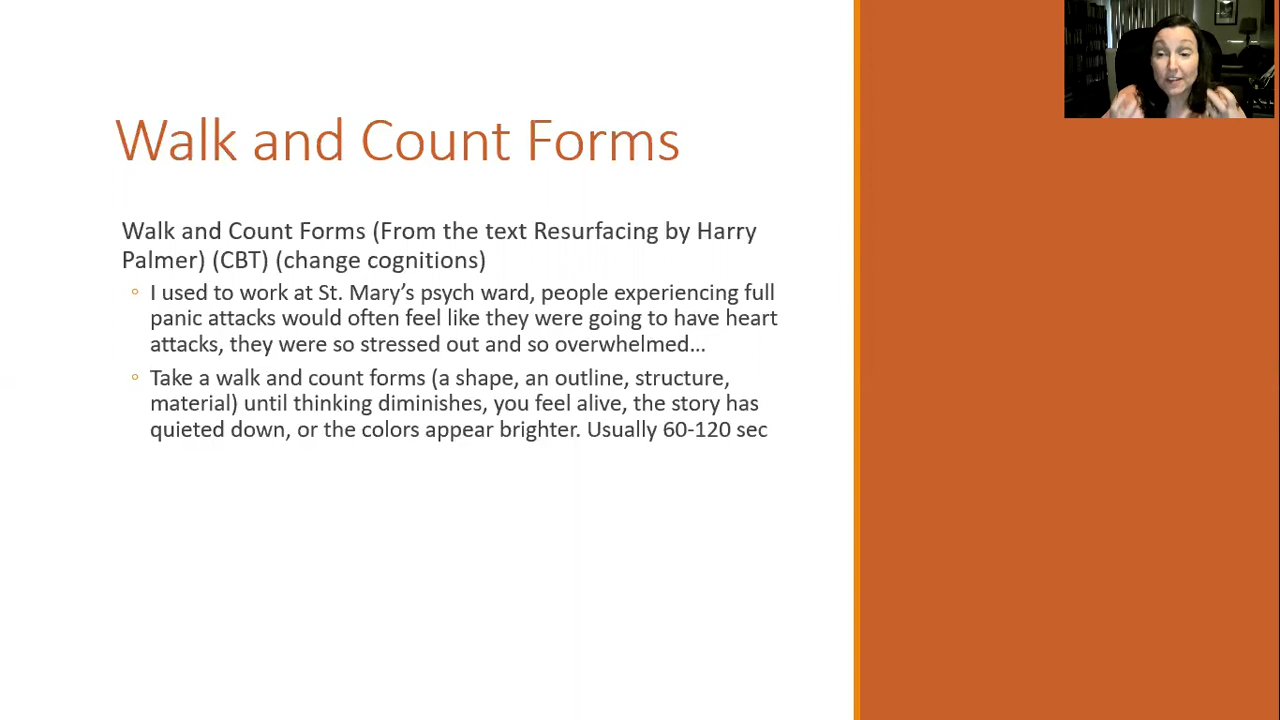 Walk and Count Forms
Walk and Count Forms (From the text Resurfacing by Harry
Palmer) (CBT) (change cognitions)
◦ I used to work at St. Mary’s psych ward, people experiencing full
panic attacks would often feel like they were going to have heart
attacks, they were so stressed out and so overwhelmed…
◦ Take a walk and count forms (a shape, an outline, structure,
material) until thinking diminishes, you feel alive, the story has
quieted down, or the colors appear brighter. Usually 60-120 sec